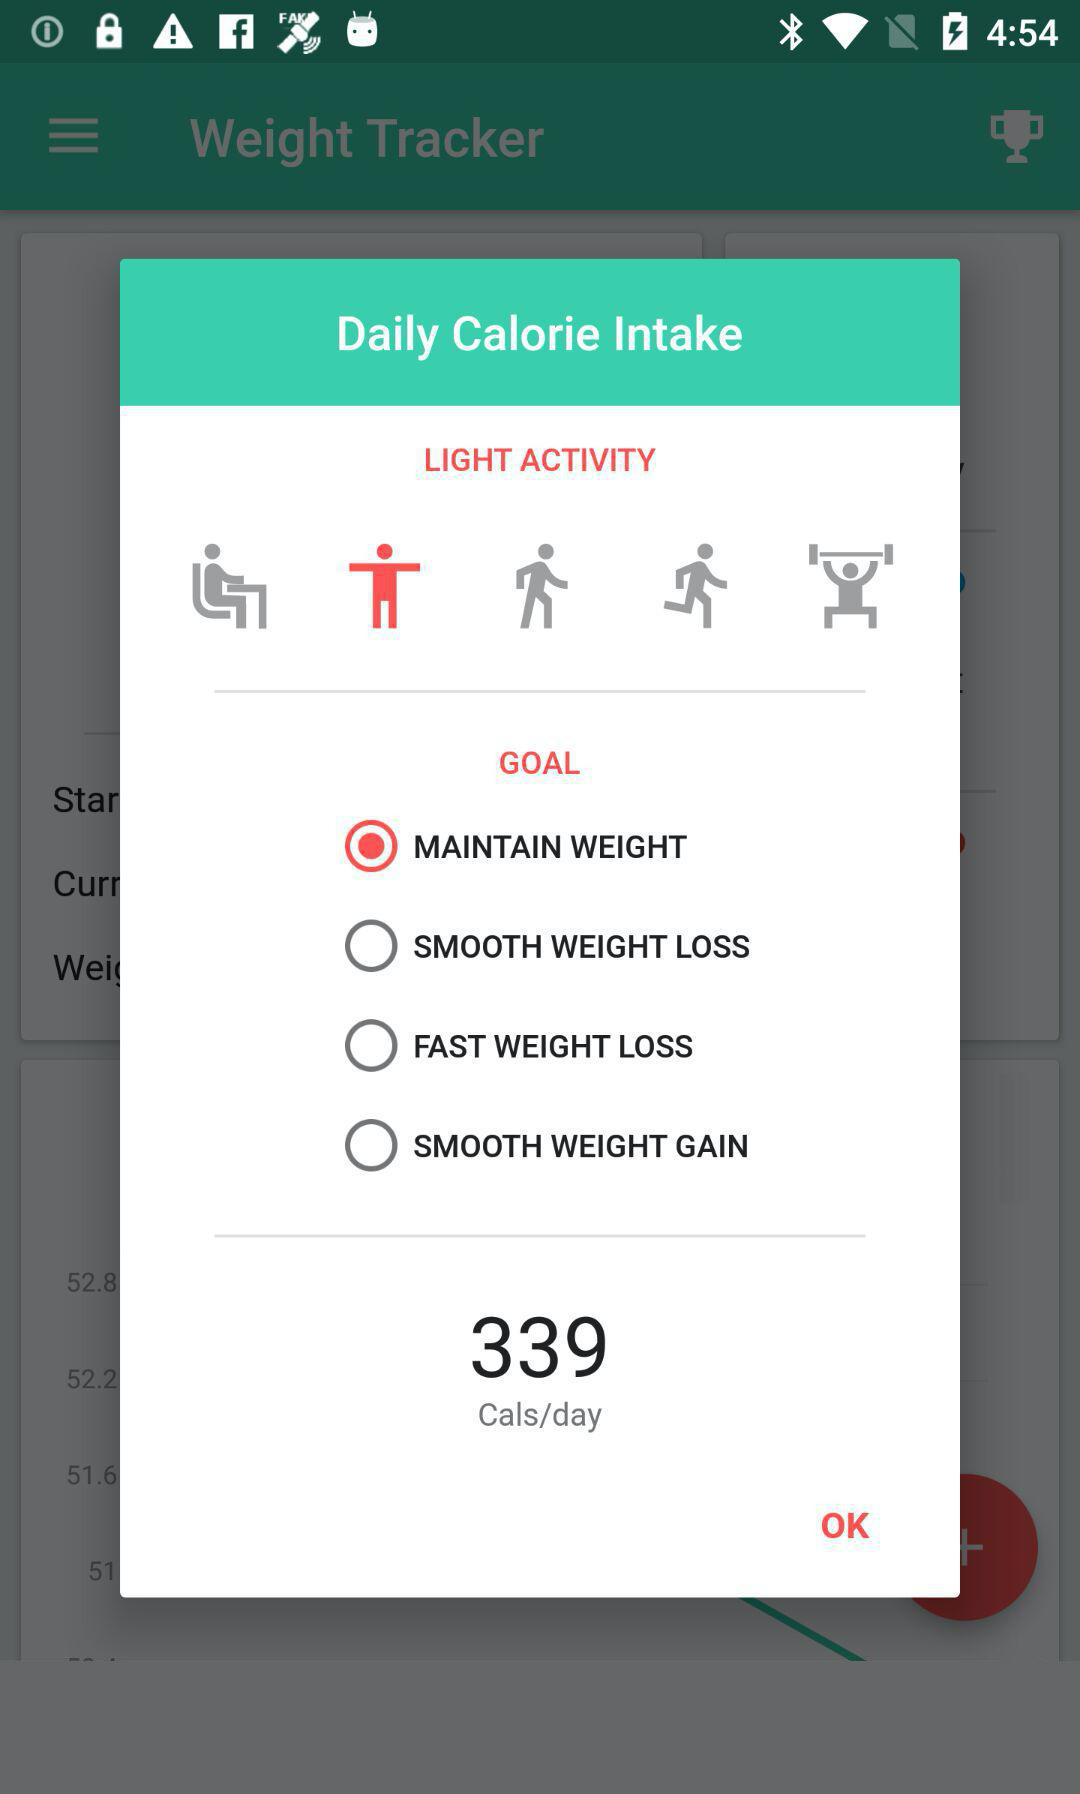 FAKE
4:54
Weight Tracker
Daily Calorie Intake
LIGHT ACTIVITY
GOAL
MAINTAIN WEIGHT
SMOOTH WEIGHT LOSS
FAST WEIGHT LOSS
SMOOTH WEIGHT GAIN
339
Cals/day
OK
Star
Curr
Weig
52.8
52.2
51.6
51